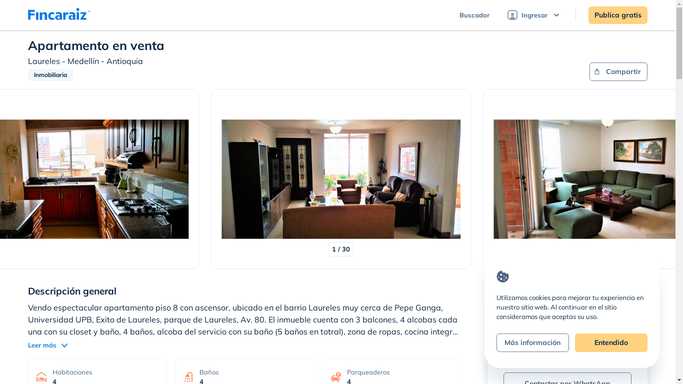 Fincaraiz
Buscador
Ingresar
Publica gratis
Apartamento en venta
Laureles - Medellín - Antioquia
Inmobiliaria
Compartir
1 / 30
Descripción general
Vendo espectacular apartamento piso 8 con ascensor, ubicado en el barrio Laureles muy cerca de Pepe Ganga,
Universidad UPB, Exito de Laureles, parque de Laureles, Av. 80. El inmueble cuenta con 3 balcones, 4 alcobas cada
una con su closet y baño, 4 baños, alcoba del servicio con su baño (5 baños en totral), zona de ropas, cocina integr...
Leer más
Habitaciones
4
Baños
4
Parqueaderos
4
Utilizamos cookies para mejorar tu experiencia en
nuestro sitio web. Al continuar en el sitio
consideramos que aceptas su uso.
Más información
Entendido
Contactar por WhatsApp